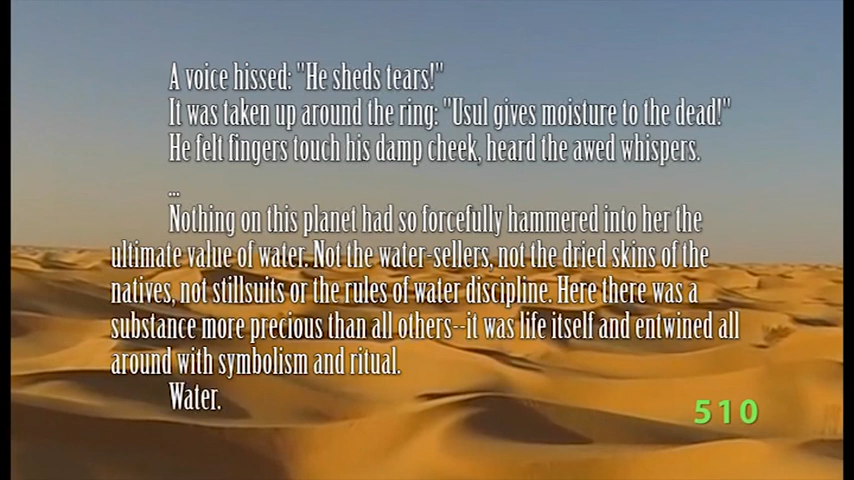 A voice hissed: "He sheds tears!"
It was taken up around the ring: "Usul gives moisture to the dead!"
He felt fingers touch his damp cheek, heard the awed whispers.
...
Nothing on this planet had so forcefully hammered into her the
ultimate value of water. Not the water-sellers, not the dried skins of the
natives, not stillsuits or the rules of water discipline. Here there was a
substance more precious than all others--it was life itself and entwined all
around with symbolism and ritual.
Water.
510